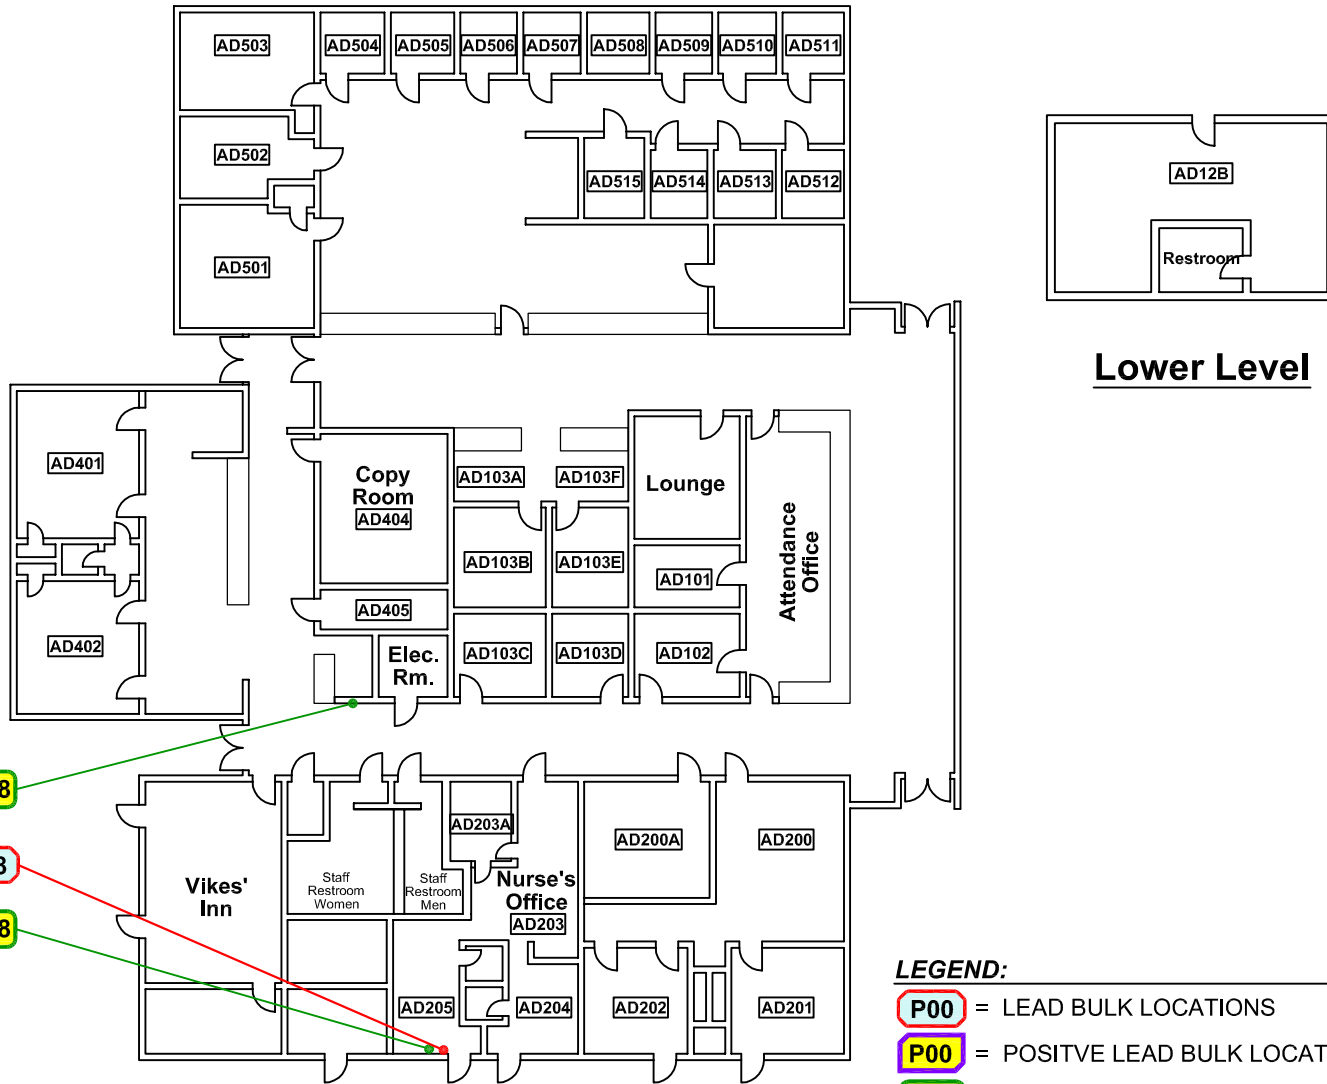 AD503
AD504
AD505
AD506
AD507
AD508
AD509
AD510
AD511
AD502
AD515
AD514
AD513
AD512
AD501
AD12B
Restroom
Lower Level
AD401
Copy
Room
AD404
AD103A
AD103F
Lounge
Attendance
Office
AD103B
AD103E
AD101
AD405
AD402
Elec.
Rm.
AD103C
AD103D
AD102
8
3
8
AD203A
AD200A
AD200
Vikes'
Inn
Staff
Restroom
Women
Staff
Restroom
Men
Nurse's
Office
AD203
AD205
AD204
AD202
AD201
LEGEND:
P00 = LEAD BULK LOCATIONS
P00 = POSITVE LEAD BULK LOCAT